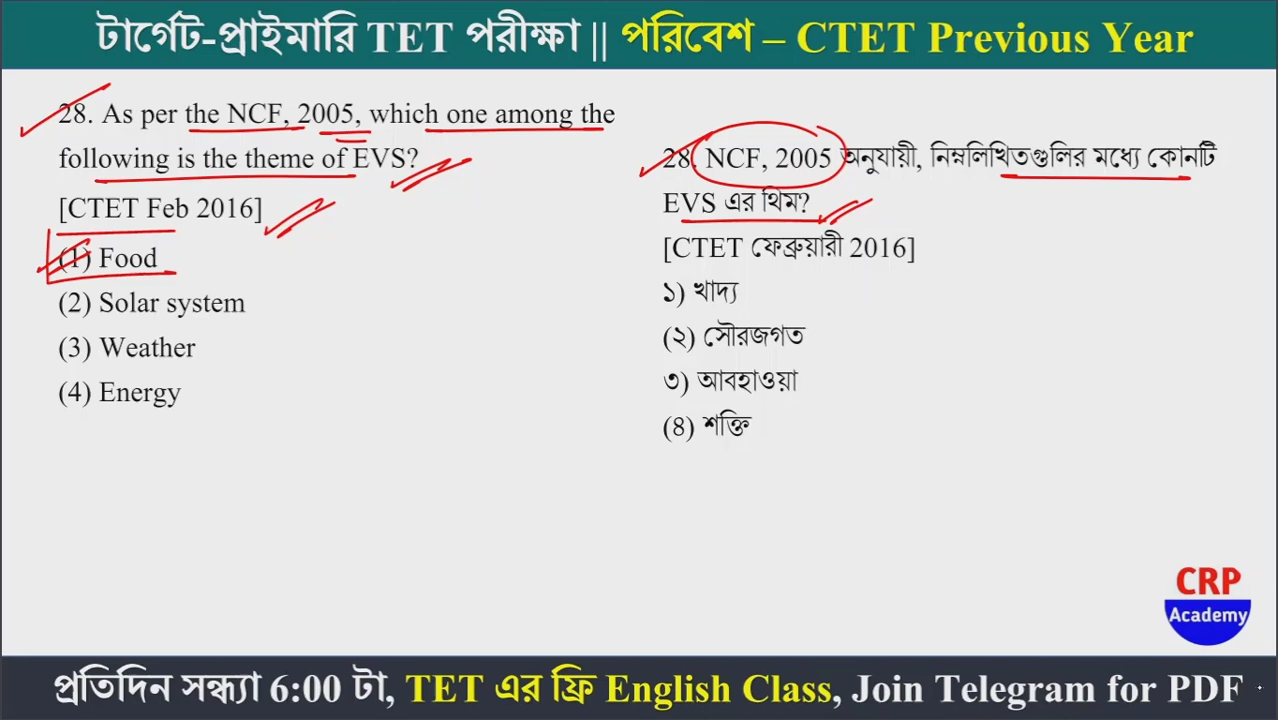 টার্গেট-প্রাইমারি TET পরীক্ষা || পরিবেশ – CTET Previous Year
28. As per the NCF, 2005, which one among the
following is the theme of EVS?
[CTET Feb 2016]
(1) Food
(2) Solar system
(3) Weather
(4) Energy
28. NCF, 2005 অনুযায়ী, নিম্নলিখিতগুলির মধ্যে কোনটি
EVS এর থিম?
[CTET ফেব্রুয়ারী 2016]
১) খাদ্য
(২) সৌরজগত
৩) আবহাওয়া
(8) শক্তি
CRP
Academy
প্রতিদিন সন্ধ্যা 6:00 টা, TET এর ফ্রি English Class, Join Telegram for PDF